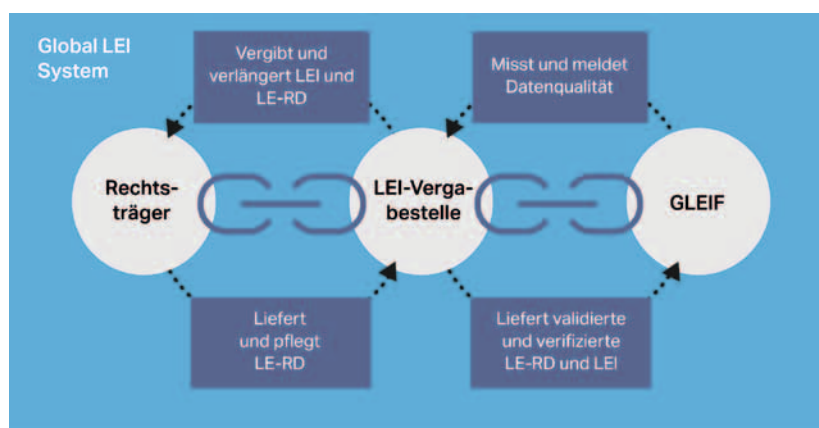 Global LEI
System
Vergibt und
verlängert LEI und
LE-RD
Misst und meldet
Datenqualität
Rechts-
träger
LEI-Verga-
bestelle
GLEIF
Liefert
und pflegt
LE-RD
Liefert validierte
und verifizierte
LE-RD und LEI